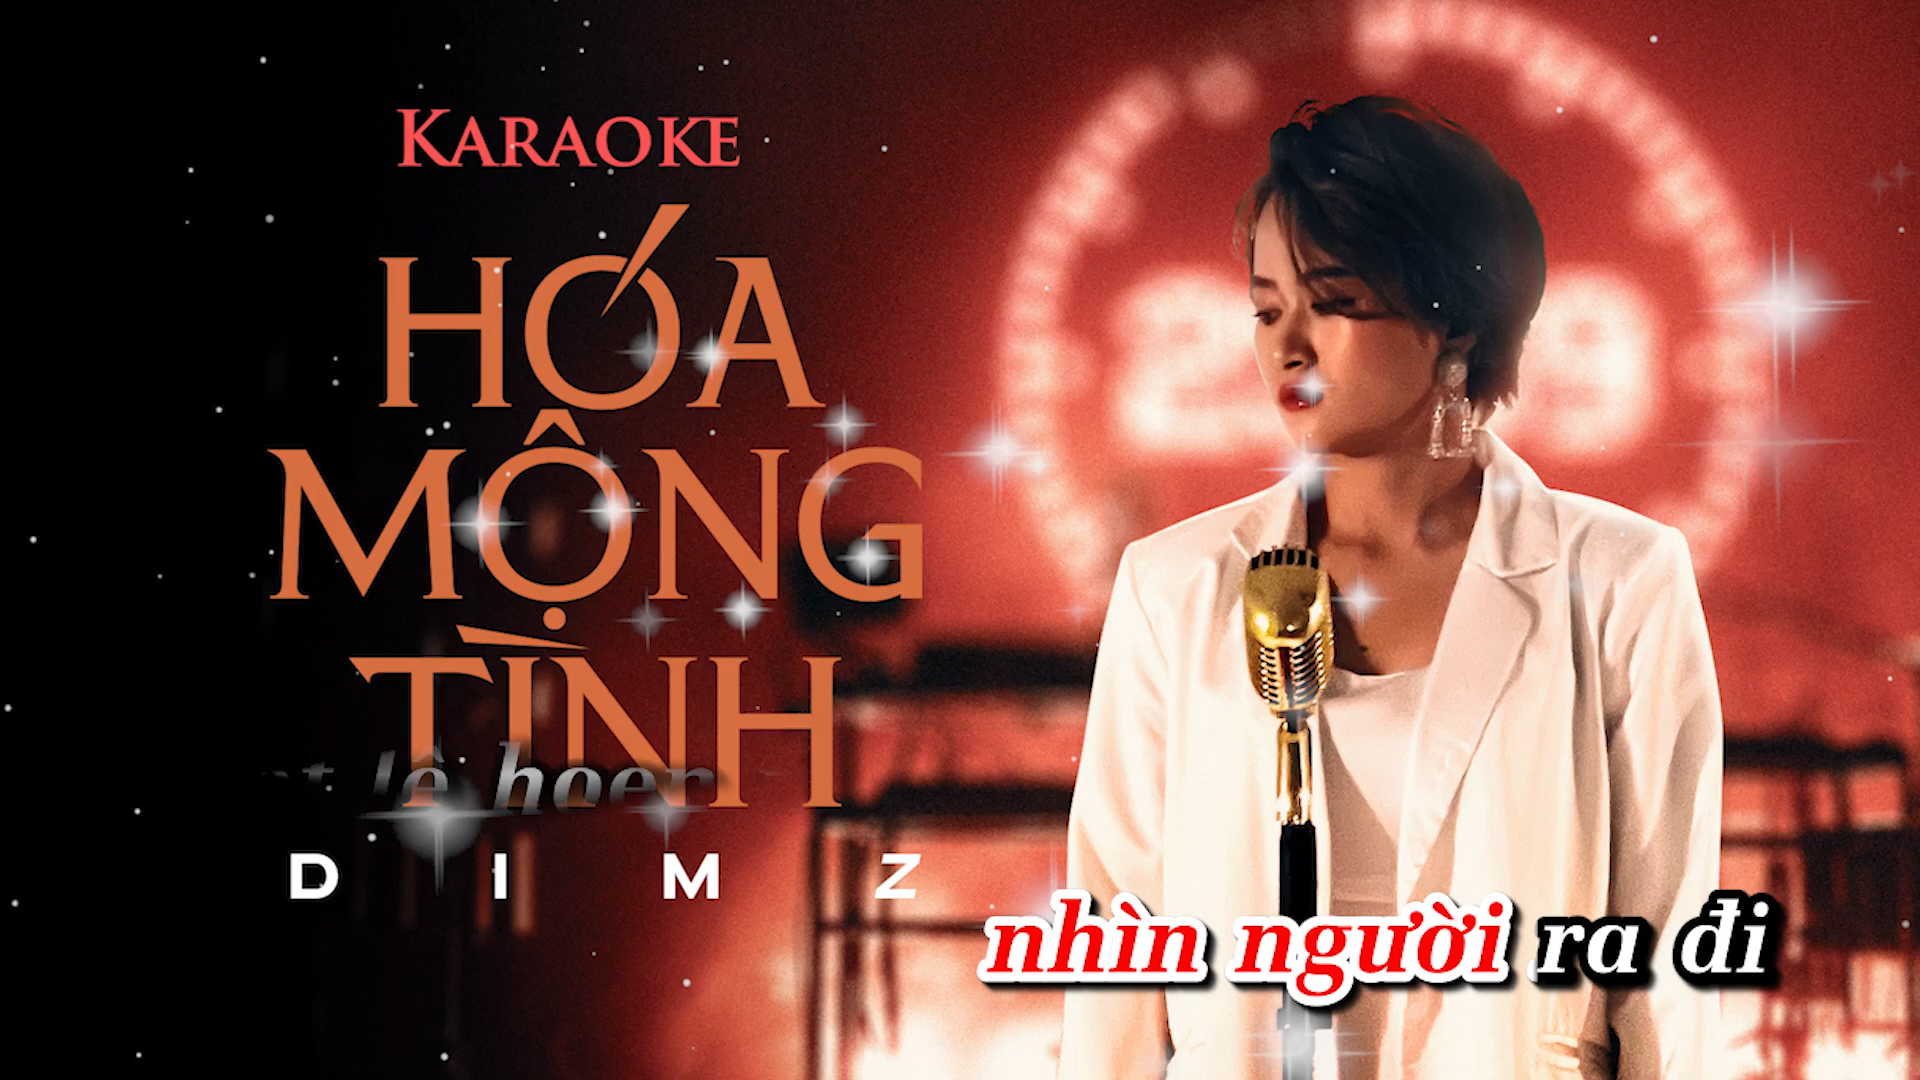 KARAOKE
HÓA
MỘNG
TÌNH
DIMZ
nhìn người ra đi